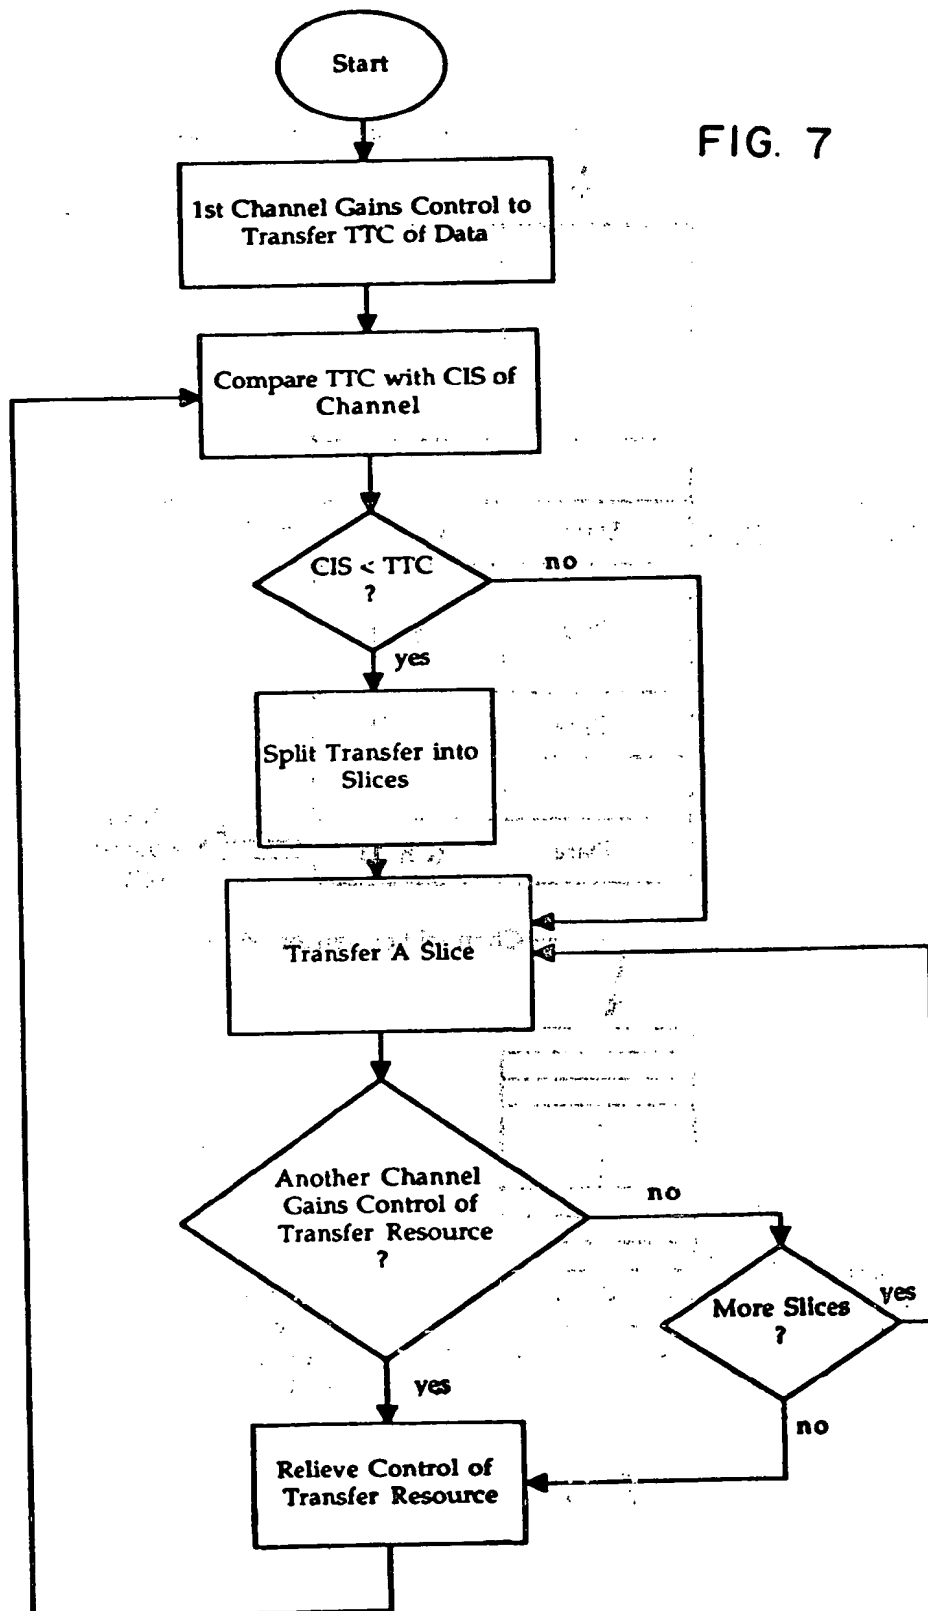 Start
FIG. 7
1st Channel Gains Control to
Transfer TTC of Data
Compare TTC with CIS of
Channel
CIS < TTC
?
no
yes
Split Transfer into
Slices
Transfer A Slice
Another Channel
Gains Control of
Transfer Resource
?
no
More Slices
?
yes
yes
no
Relieve Control of
Transfer Resource